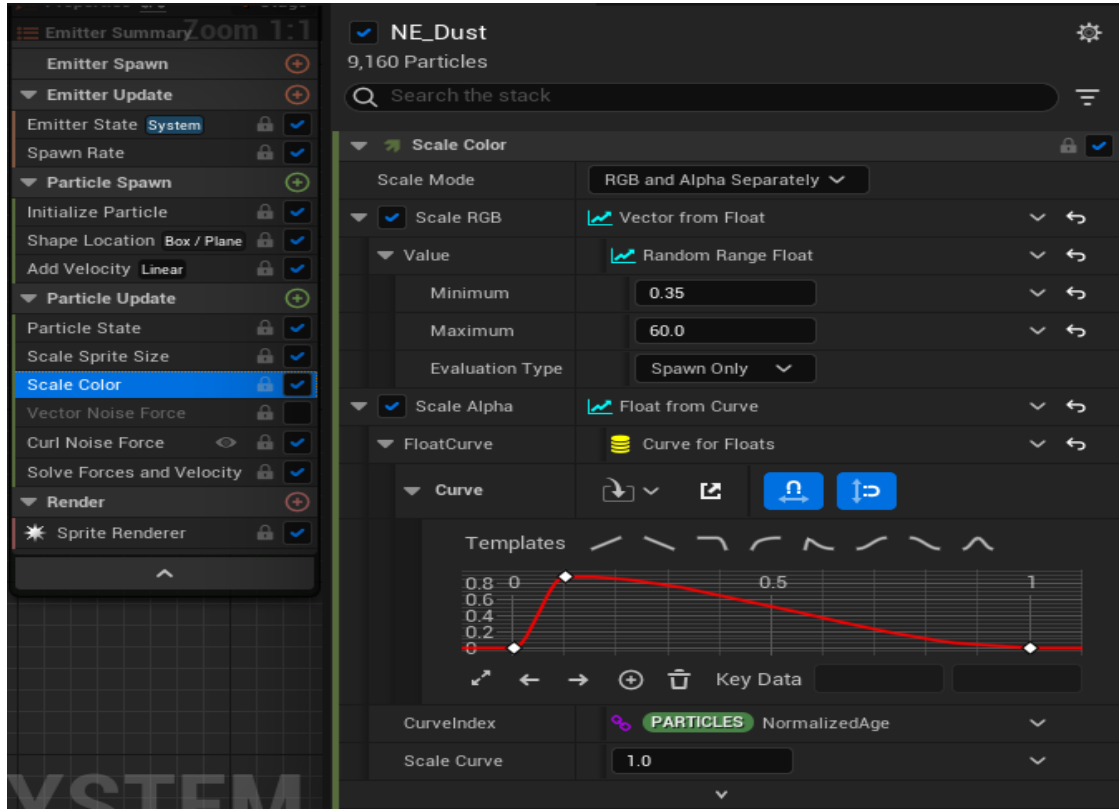 Zoom 1:1
Emitter Summary
Emitter Spawn
Emitter Update
Emitter State System
Spawn Rate
Particle Spawn
Initialize Particle
Shape Location Box / Plane
Add Velocity Linear
Particle Update
Particle State
Scale Sprite Size
Scale Color
Vector Noise Force
Curl Noise Force
Solve Forces and Velocity
Render
Sprite Renderer
YSTEM
NE_Dust
9,160 Particles
Search the stack
Scale Color
Scale Mode RGB and Alpha Separately
Scale RGB Vector from Float
Value Random Range Float
Minimum 0.35
Maximum 60.0
Evaluation Type Spawn Only
Scale Alpha Float from Curve
FloatCurve Curve for Floats
Curve
Templates
0.8 0 0.5 1
0.6
0.4
0.2
0
Key Data
CurveIndex PARTICLES NormalizedAge
Scale Curve 1.0